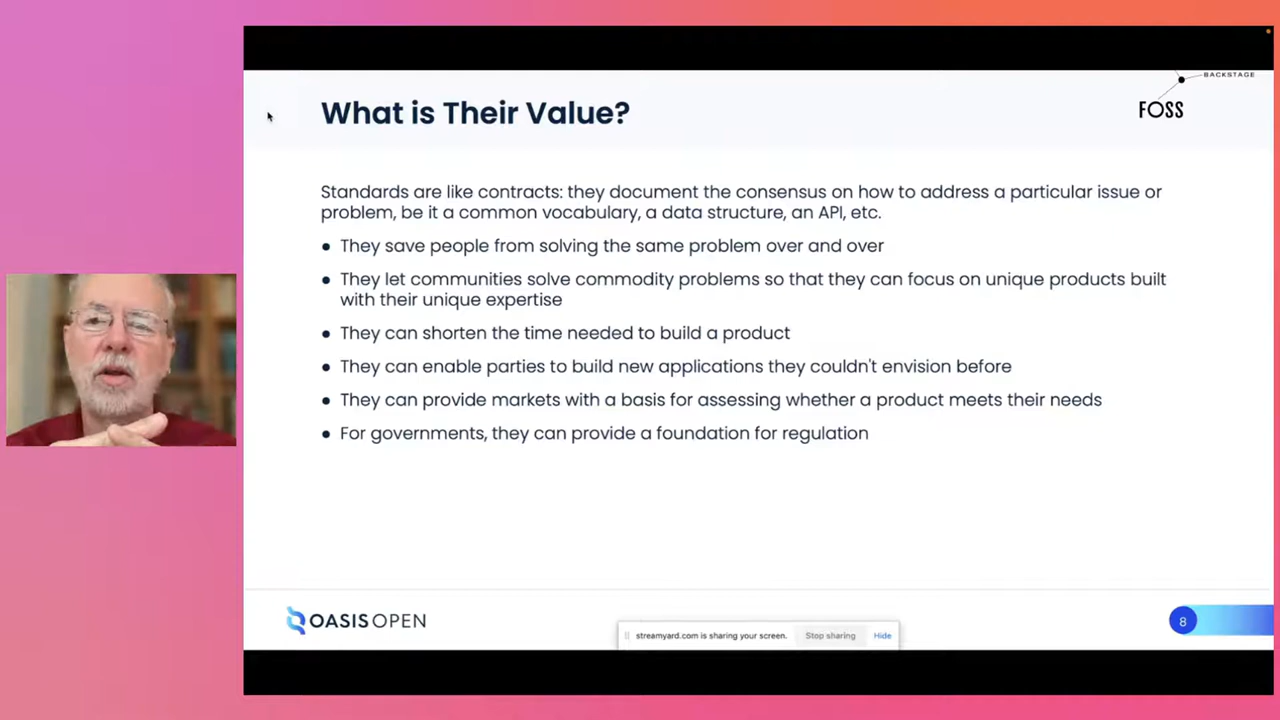 BACKSTAGE
FOSS
What is Their Value?
Standards are like contracts: they document the consensus on how to address a particular issue or
problem, be it a common vocabulary, a data structure, an API, etc.
• They save people from solving the same problem over and over
• They let communities solve commodity problems so that they can focus on unique products built
with their unique expertise
• They can shorten the time needed to build a product
• They can enable parties to build new applications they couldn't envision before
• They can provide markets with a basis for assessing whether a product meets their needs
• For governments, they can provide a foundation for regulation
OASIS OPEN
streamyard.com is sharing your screen. Stop sharing Hide
8